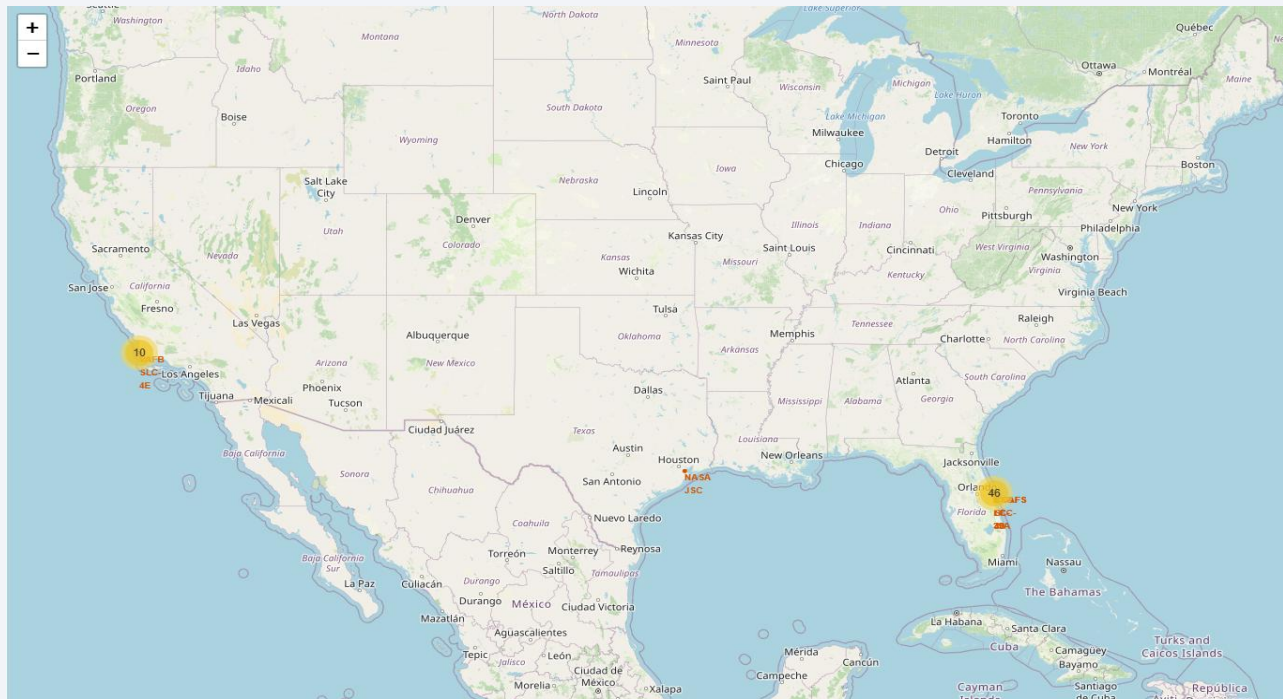 Seattle
Washington
North Dakota
Lake Superior
Québec
+
−
Montana
Minnesota
Ottawa
Montréal
Portland
Idaho
Saint Paul
Wisconsin
Michigan
Lake Huron
Maine
Oregon
Boise
South Dakota
Lake Michigan
Toronto
Wyoming
Milwaukee
Hamilton
New York
Detroit
Chicago
Boston
Iowa
Cleveland
Salt Lake
City
Nebraska
Lincoln
Pennsylvania
New York
Denver
Illinois
Indiana
Ohio
Pittsburgh
Philadelphia
Utah
Colorado
Kansas City
Sacramento
Nevada
Kansas
Saint Louis
Cincinnati
West Virginia
Washington
Missouri
Wichita
Kentucky
Virginia
San Jose
California
Virginia Beach
Fresno
Tulsa
Las Vegas
Raleigh
Albuquerque
Oklahoma
Memphis
Tennessee
Charlotte
North Carolina
10
Arizona
New Mexico
Arkansas
SLC-
4E
Los Angeles
Phoenix
South Carolina
Atlanta
Tijuana
Mexicali
Tucson
Dallas
Mississippi
Alabama
Georgia
Ciudad Juárez
Texas
Baja California
Louisiana
Austin
New Orleans
Sonora
Houston
Jacksonville
NASA
JSC
San Antonio
Chihuahua
46
Florida
Nuevo Laredo
Coahuila
Reynosa
Baja California
Sur
Torreón
Monterrey
Saltillo
Miami
Nassau
La Paz
Culiacán
Durango
Tamaulipas
The Bahamas
Durango
México
Ciudad Victoria
Mazatlán
La Habana
Santa Clara
Aguascalientes
Cuba
Turks and
Caicos Islands
Tepic
León
Mérida
Cancún
Camagüey
Jalisco
Ciudad de
México
Bayamo
Campeche
Morelia
Xalapa
Cayman
Santiago
de Cuba
República